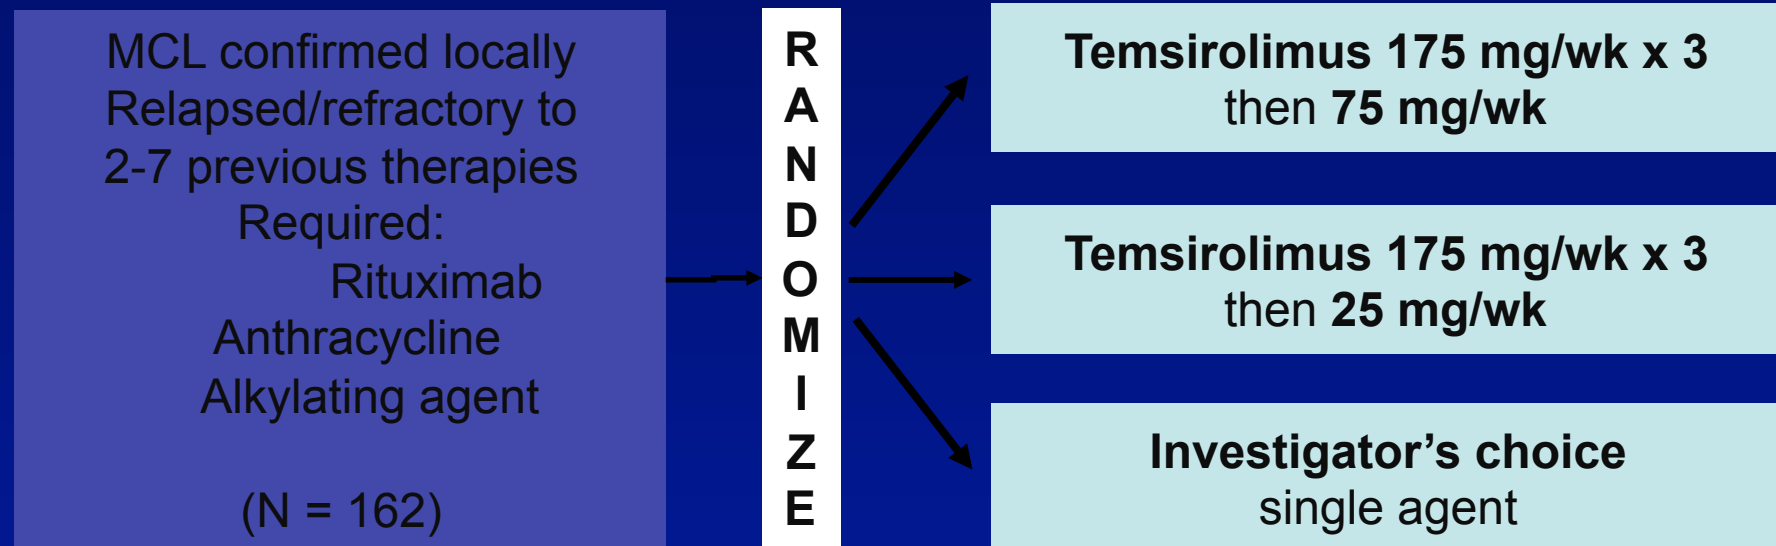 MCL confirmed locally
Relapsed/refractory to
2-7 previous therapies
Required:
Rituximab
Anthracycline
Alkylating agent
(N = 162)
R
A
N
D
O
M
I
Z
E
Temsirolimus 175 mg/wk x 3
then 75 mg/wk
Temsirolimus 175 mg/wk x 3
then 25 mg/wk
Investigator’s choice
single agent